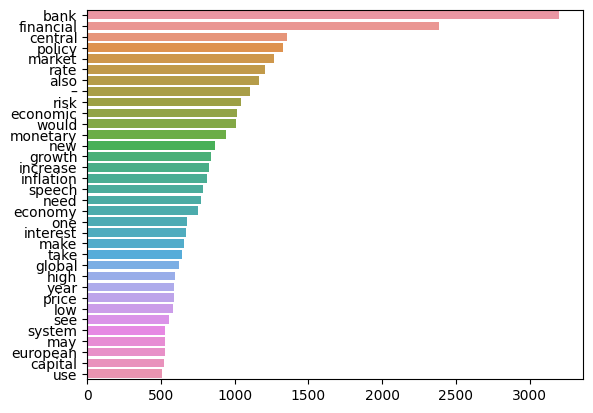 bank
financial
central
policy
market
rate
also
–
risk
economic
would
monetary
new
growth
increase
inflation
speech
need
economy
one
interest
make
take
global
high
year
price
low
see
system
may
european
capital
use
0 500 1000 1500 2000 2500 3000